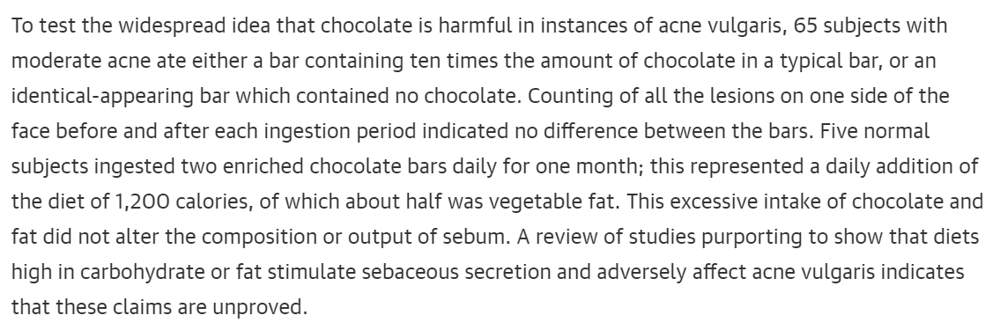 To test the widespread idea that chocolate is harmful in instances of acne vulgaris, 65 subjects with
moderate acne ate either a bar containing ten times the amount of chocolate in a typical bar, or an
identical-appearing bar which contained no chocolate. Counting of all the lesions on one side of the
face before and after each ingestion period indicated no difference between the bars. Five normal
subjects ingested two enriched chocolate bars daily for one month; this represented a daily addition of
the diet of 1,200 calories, of which about half was vegetable fat. This excessive intake of chocolate and
fat did not alter the composition or output of sebum. A review of studies purporting to show that diets
high in carbohydrate or fat stimulate sebaceous secretion and adversely affect acne vulgaris indicates
that these claims are unproved.